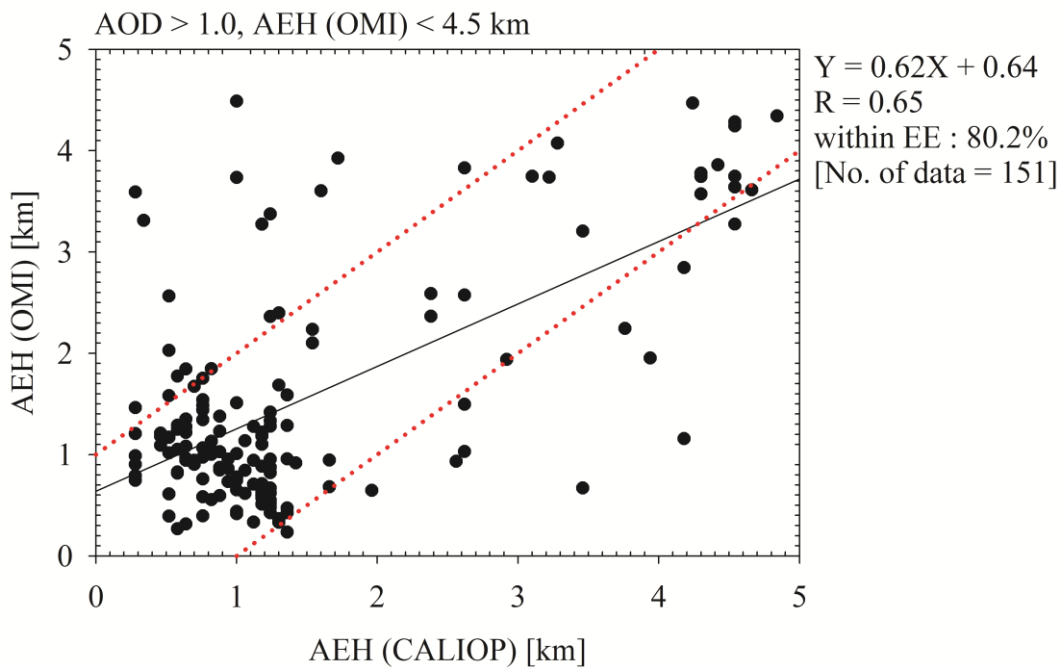 AOD > 1.0, AEH (OMI) < 4.5 km
Y = 0.62X + 0.64
R = 0.65
within EE : 80.2%
[No. of data = 151]
AEH (OMI) [km]
5
4
3
2
1
0
0 1 2 3 4 5
AEH (CALIOP) [km]